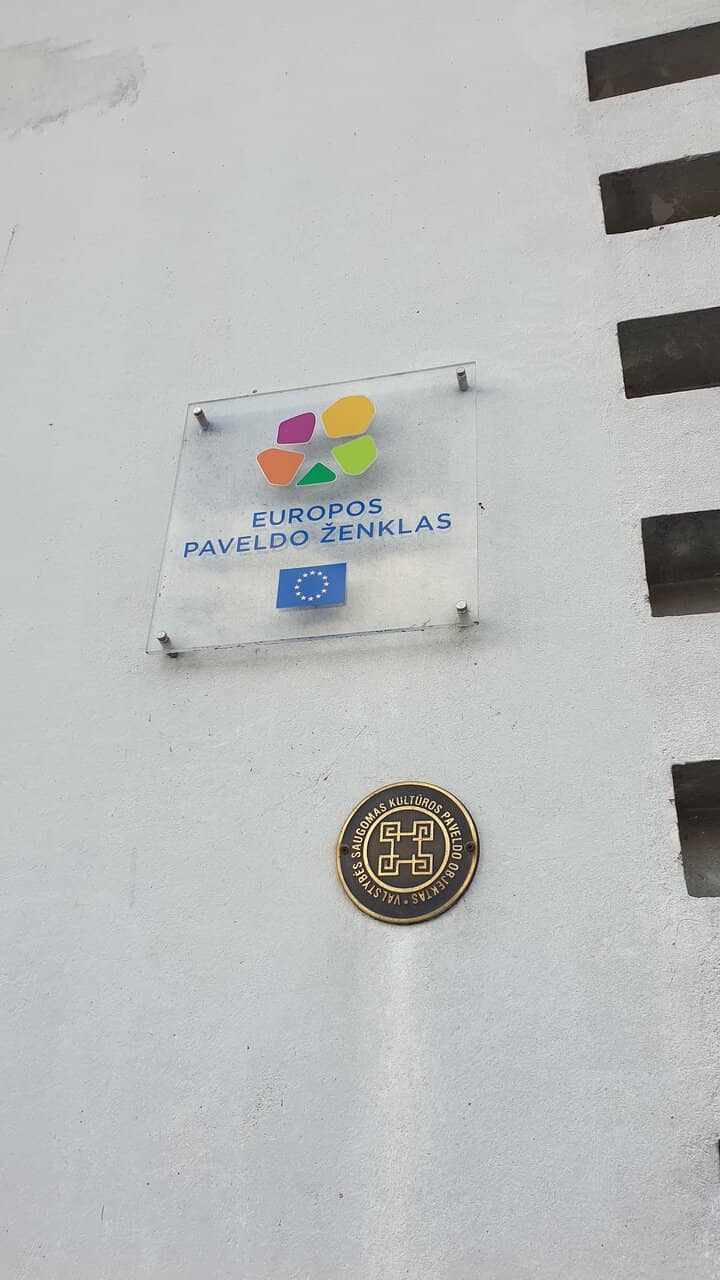 EUROPOS
PAVELDO ŽENKLAS
VALSTYBĖS SAUGOMAS KULTŪROS PAVELDO OBJEKTAS •